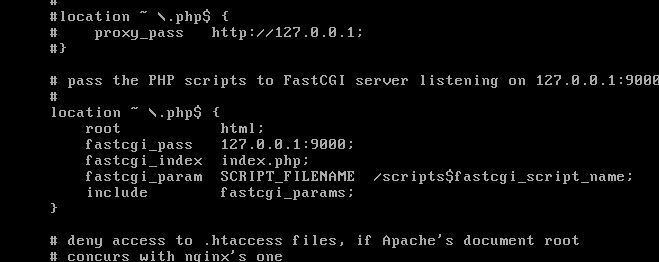 #
#location ~ \.php$ {
#    proxy_pass   http://127.0.0.1;
#}
# pass the PHP scripts to FastCGI server listening on 127.0.0.1:9000
#
location ~ \.php$ {
root           html;
fastcgi_pass   127.0.0.1:9000;
fastcgi_index  index.php;
fastcgi_param  SCRIPT_FILENAME  /scripts$fastcgi_script_name;
include        fastcgi_params;
}
# deny access to .htaccess files, if Apache's document root
# concurs with nginx's one